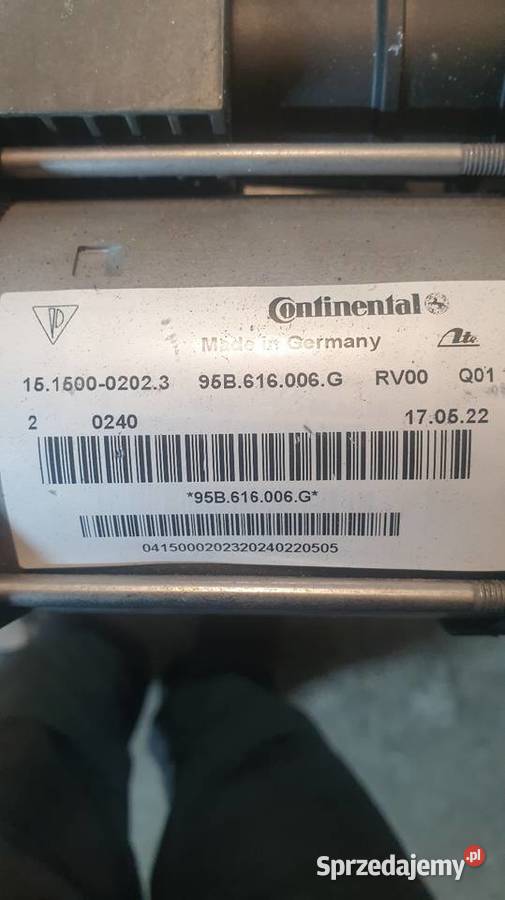 Continental
Made in Germany
Ate
15.1500-0202.3 95B.616.006.G RV00 Q01
2 0240 17.05.22
*95B.616.006.G*
0415000202320240220505
Sprzedajemy.pl